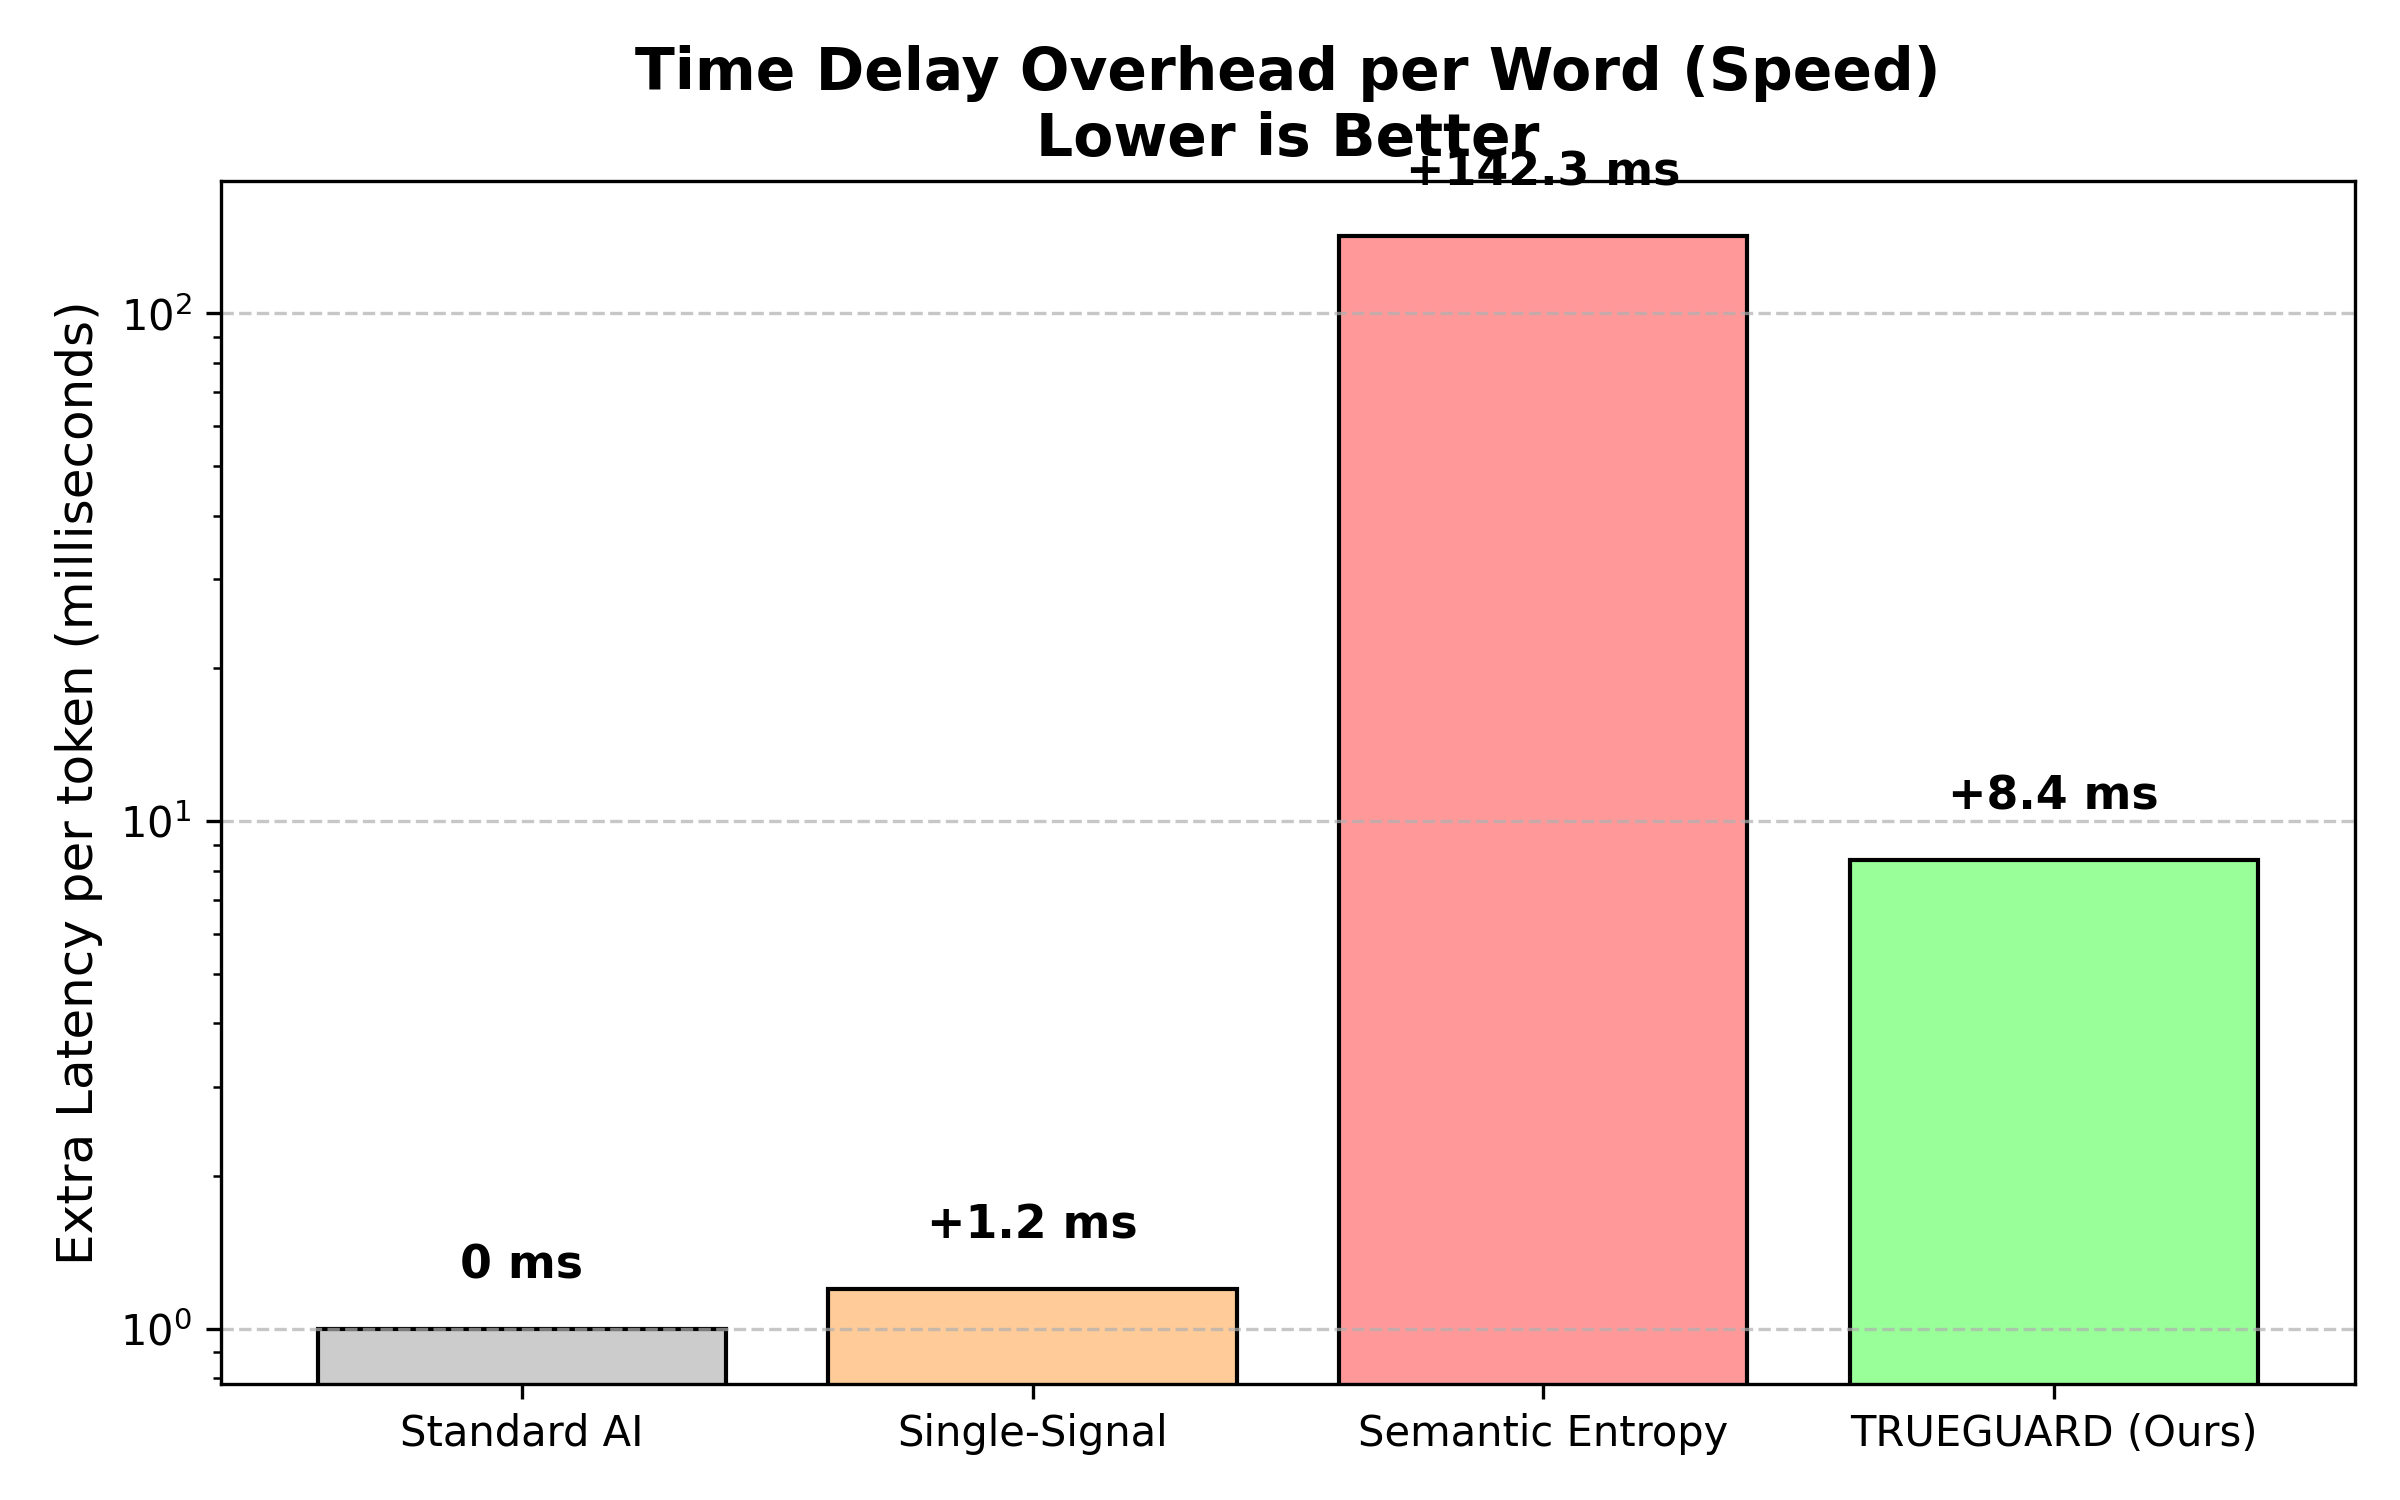 Time Delay Overhead per Word (Speed)
Lower is Better
+142.3 ms
Extra Latency per token (milliseconds)
10²
10¹
10⁰
+8.4 ms
+1.2 ms
0 ms
Standard AI
Single-Signal
Semantic Entropy
TRUEGUARD (Ours)